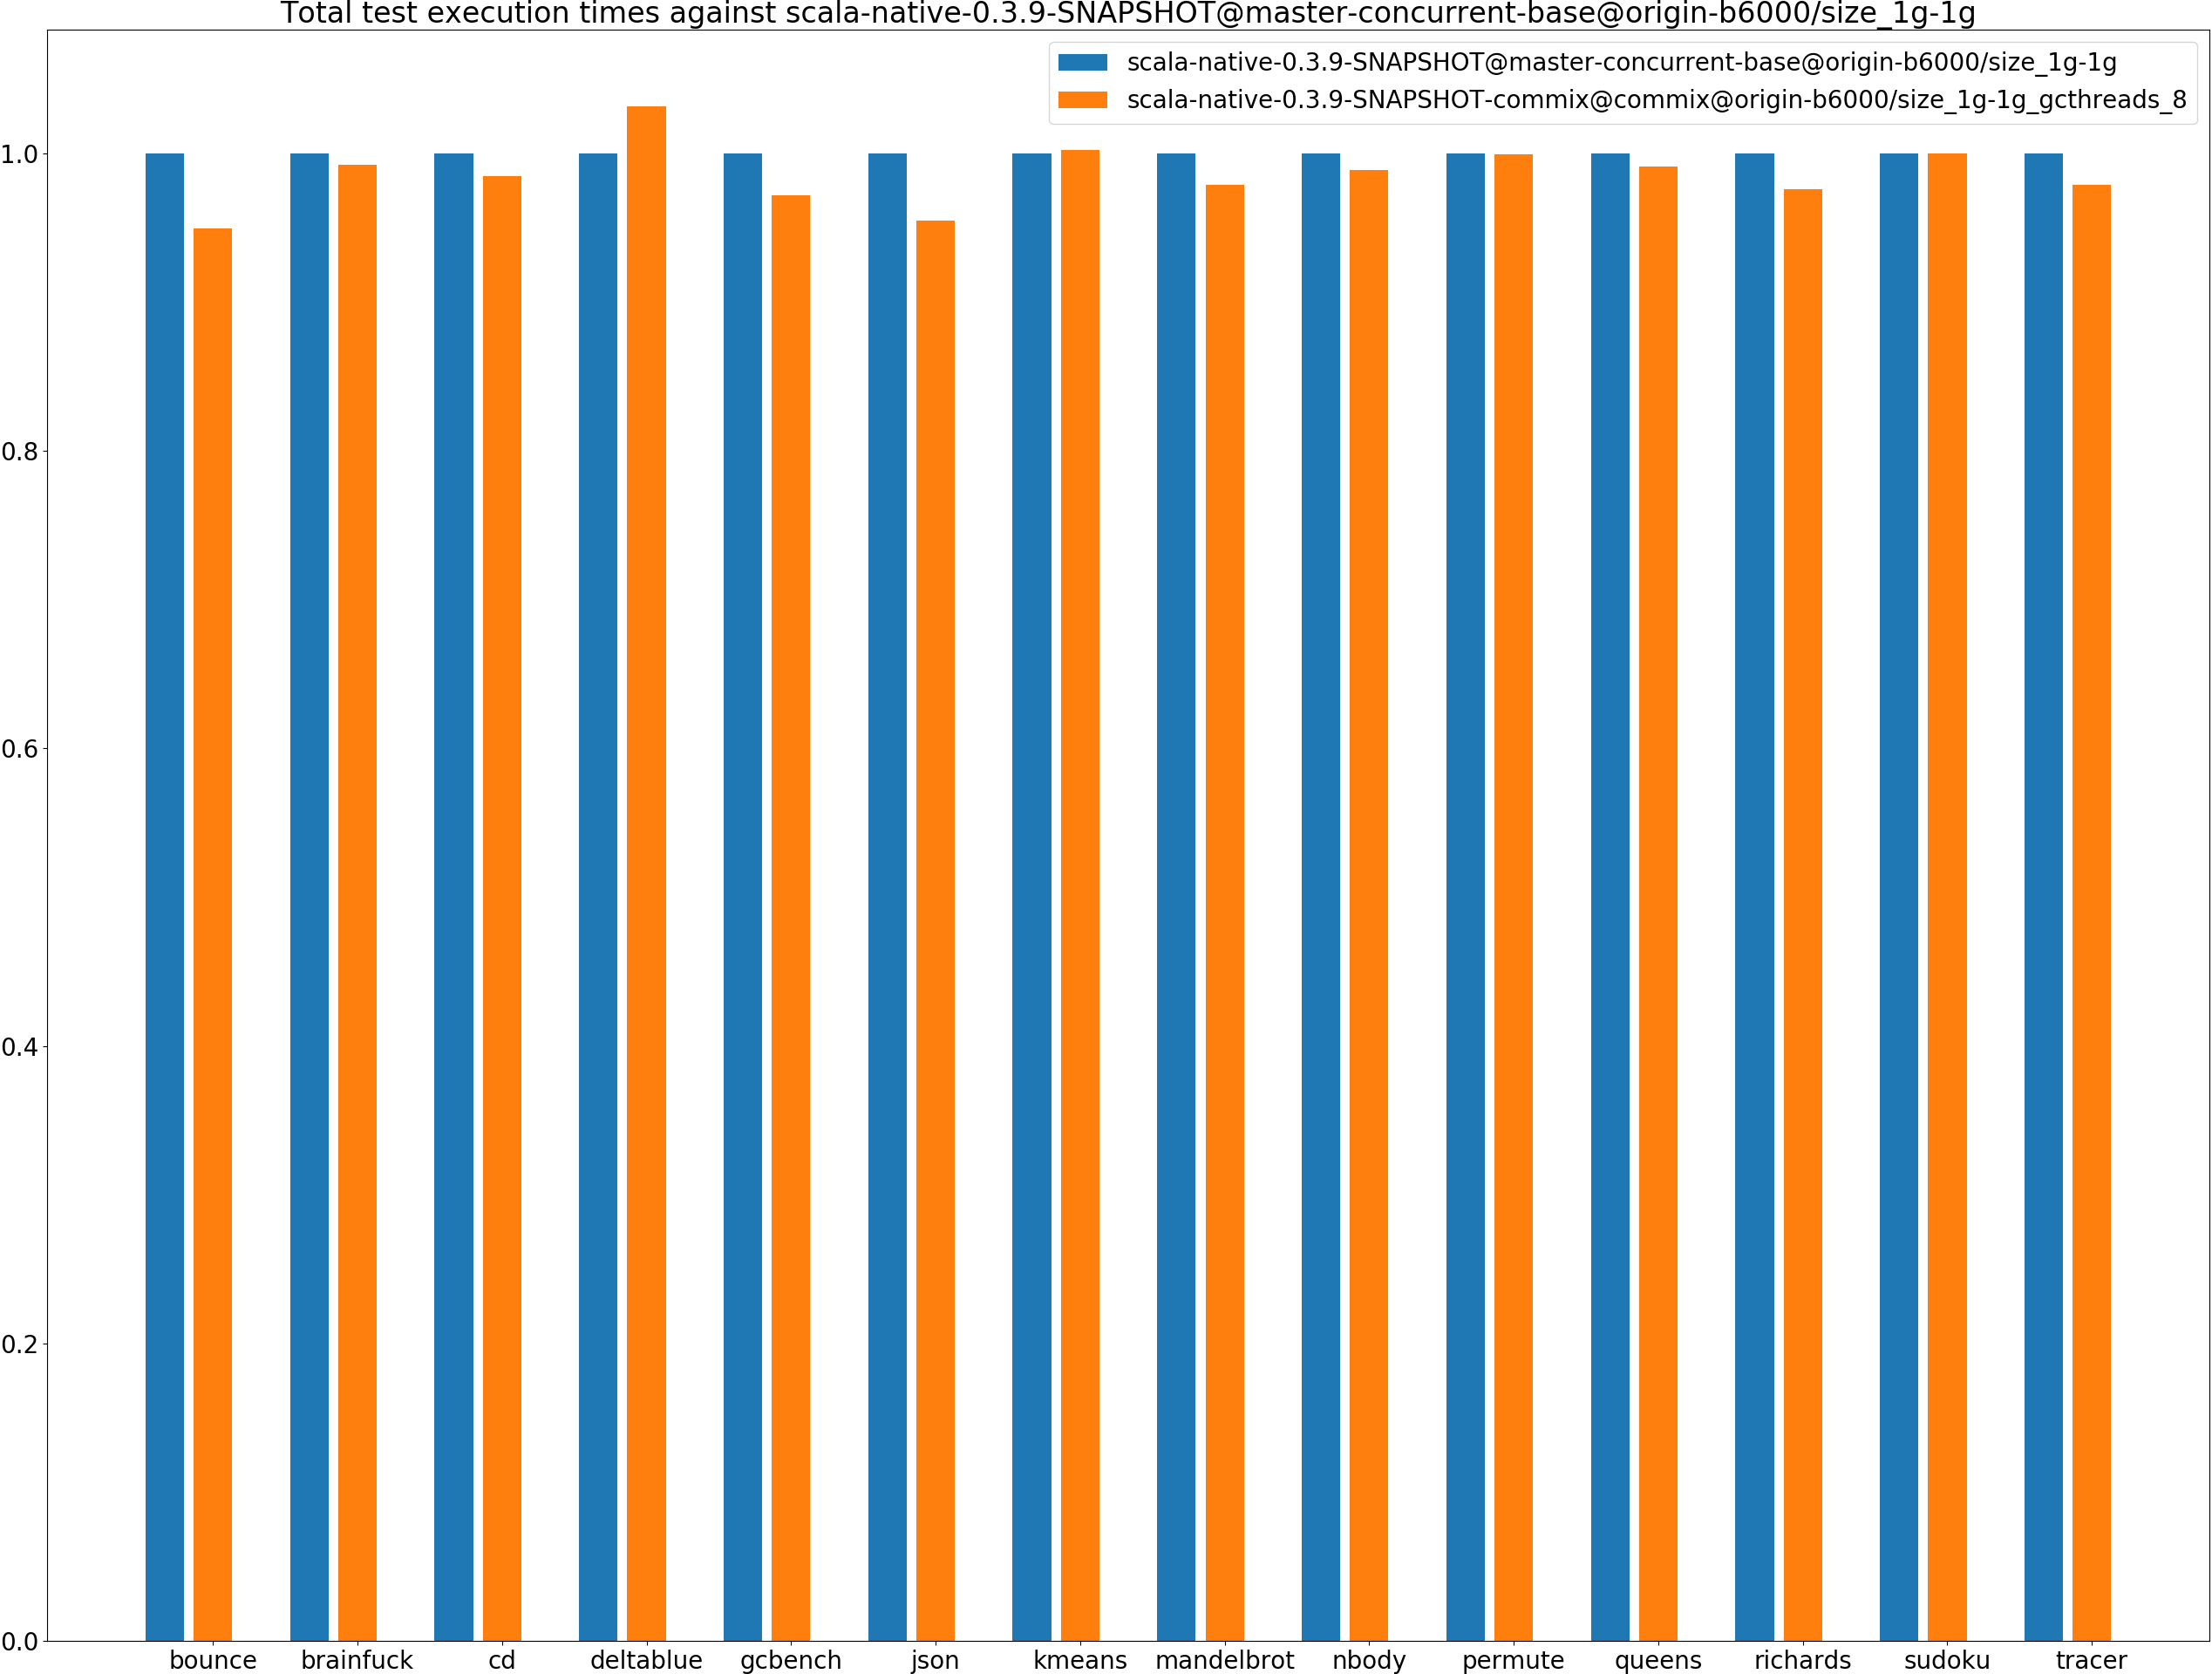 Total test execution times against scala-native-0.3.9-SNAPSHOT@master-concurrent-base@origin-b6000/size_1g-1g
scala-native-0.3.9-SNAPSHOT@master-concurrent-base@origin-b6000/size_1g-1g
scala-native-0.3.9-SNAPSHOT-commix@commix@origin-b6000/size_1g-1g_gcthreads_8
1.0
0.8
0.6
0.4
0.2
0.0
bounce brainfuck cd deltablue gcbench json kmeans mandelbrot nbody permute queens richards sudoku tracer